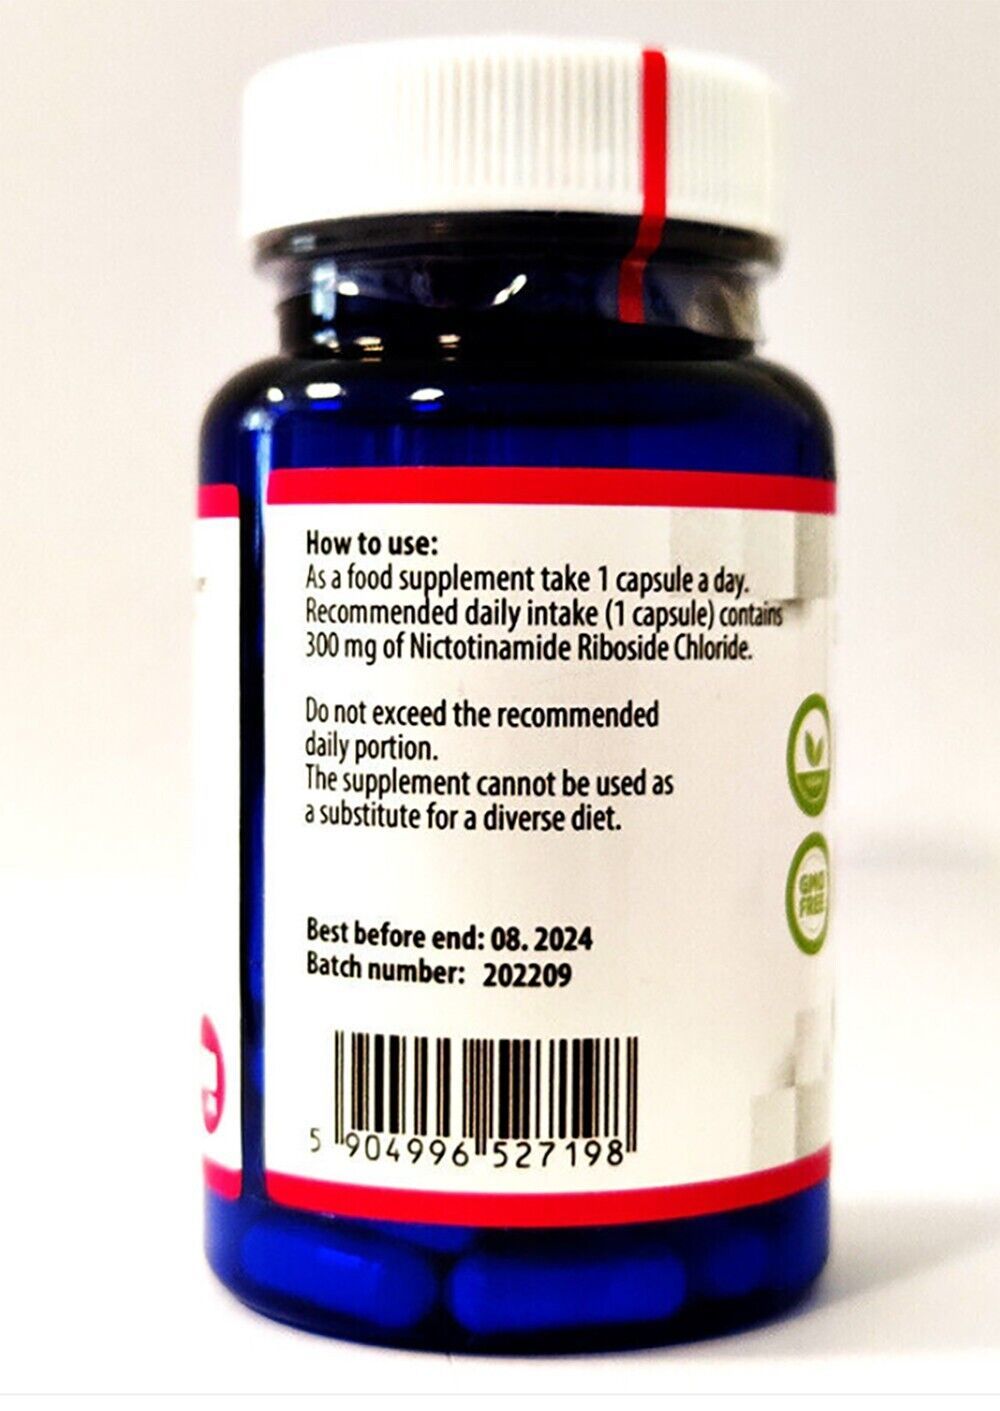 How to use:
As a food supplement take 1 capsule a day.
Recommended daily intake (1 capsule) contains
300 mg of Nictotinamide Riboside Chloride.
Do not exceed the recommended
daily portion.
The supplement cannot be used as
a substitute for a diverse diet.
GMO
FREE
Best before end: 08. 2024
Batch number: 202209
5 904996 527198